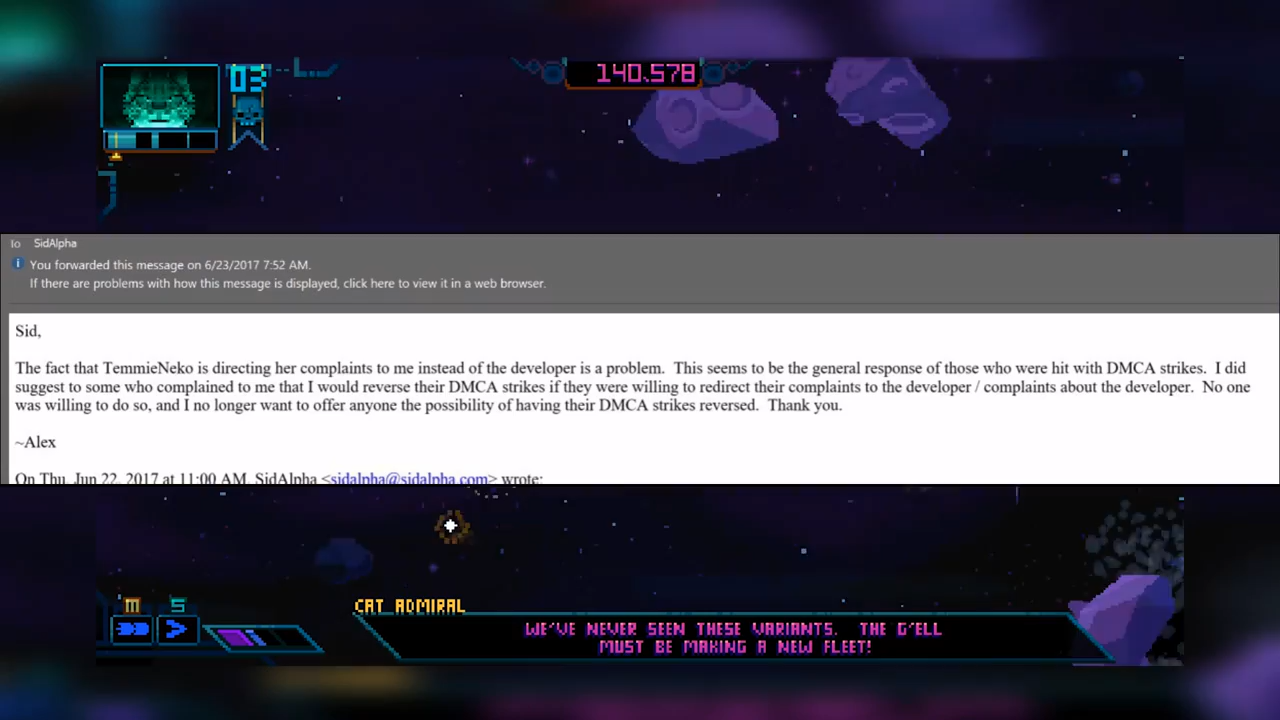 03
140.578
To SidAlpha
You forwarded this message on 6/23/2017 7:52 AM.
If there are problems with how this message is displayed, click here to view it in a web browser.
Sid,
The fact that TemmieNeko is directing her complaints to me instead of the developer is a problem. This seems to be the general response of those who were hit with DMCA strikes. I did
suggest to some who complained to me that I would reverse their DMCA strikes if they were willing to redirect their complaints to the developer / complaints about the developer. No one
was willing to do so, and I no longer want to offer anyone the possibility of having their DMCA strikes reversed. Thank you.
~Alex
On Thu, Jun 22, 2017 at 11:00 AM, SidAlpha <sidalpha@sidalpha.com> wrote:
M S
CAT ADMIRAL
WE'VE NEVER SEEN THESE VARIANTS. THE G'ELL
MUST BE MAKING A NEW FLEET!